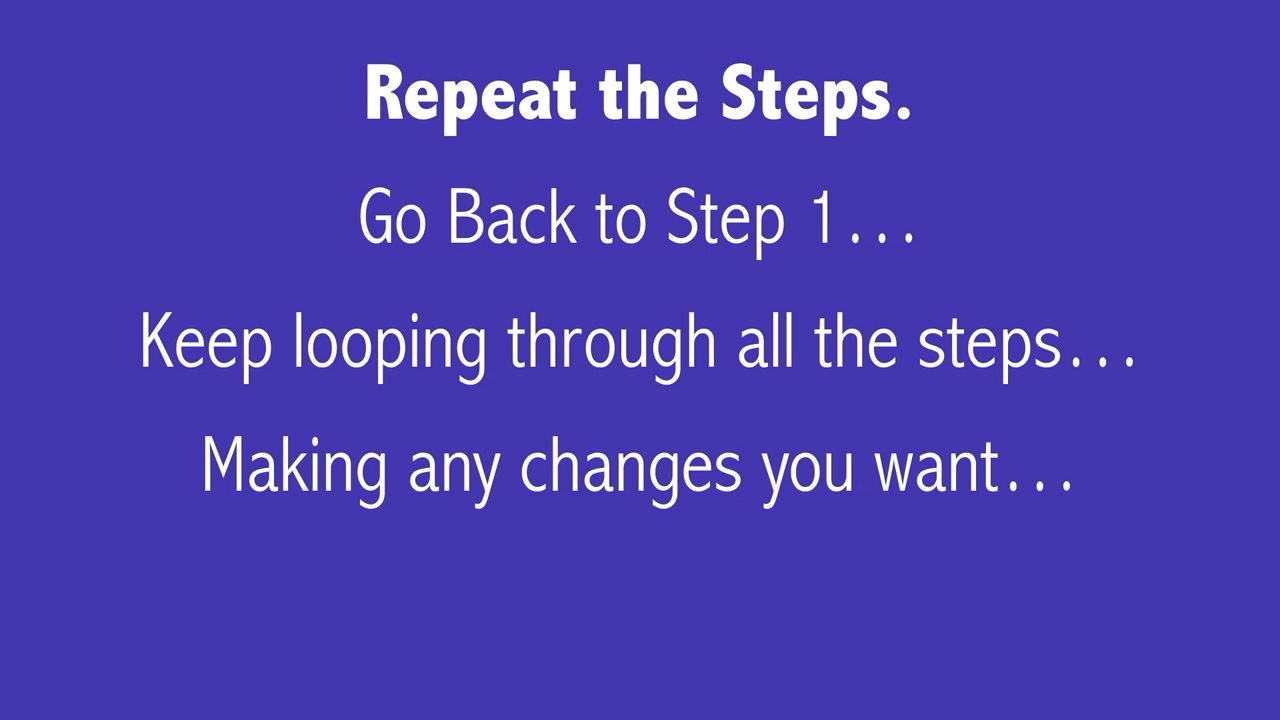 Repeat the Steps.
Go Back to Step 1...
Keep looping through all the steps...
Making any changes you want...